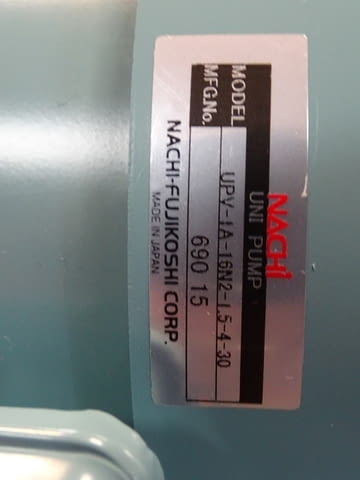 NACHi
UNI PUMP
MODEL UPV-1A-16N2-1.5-4-30
MFG.No. 690 15
NACHI-FUJIKOSHI CORP.
MADE IN JAPAN